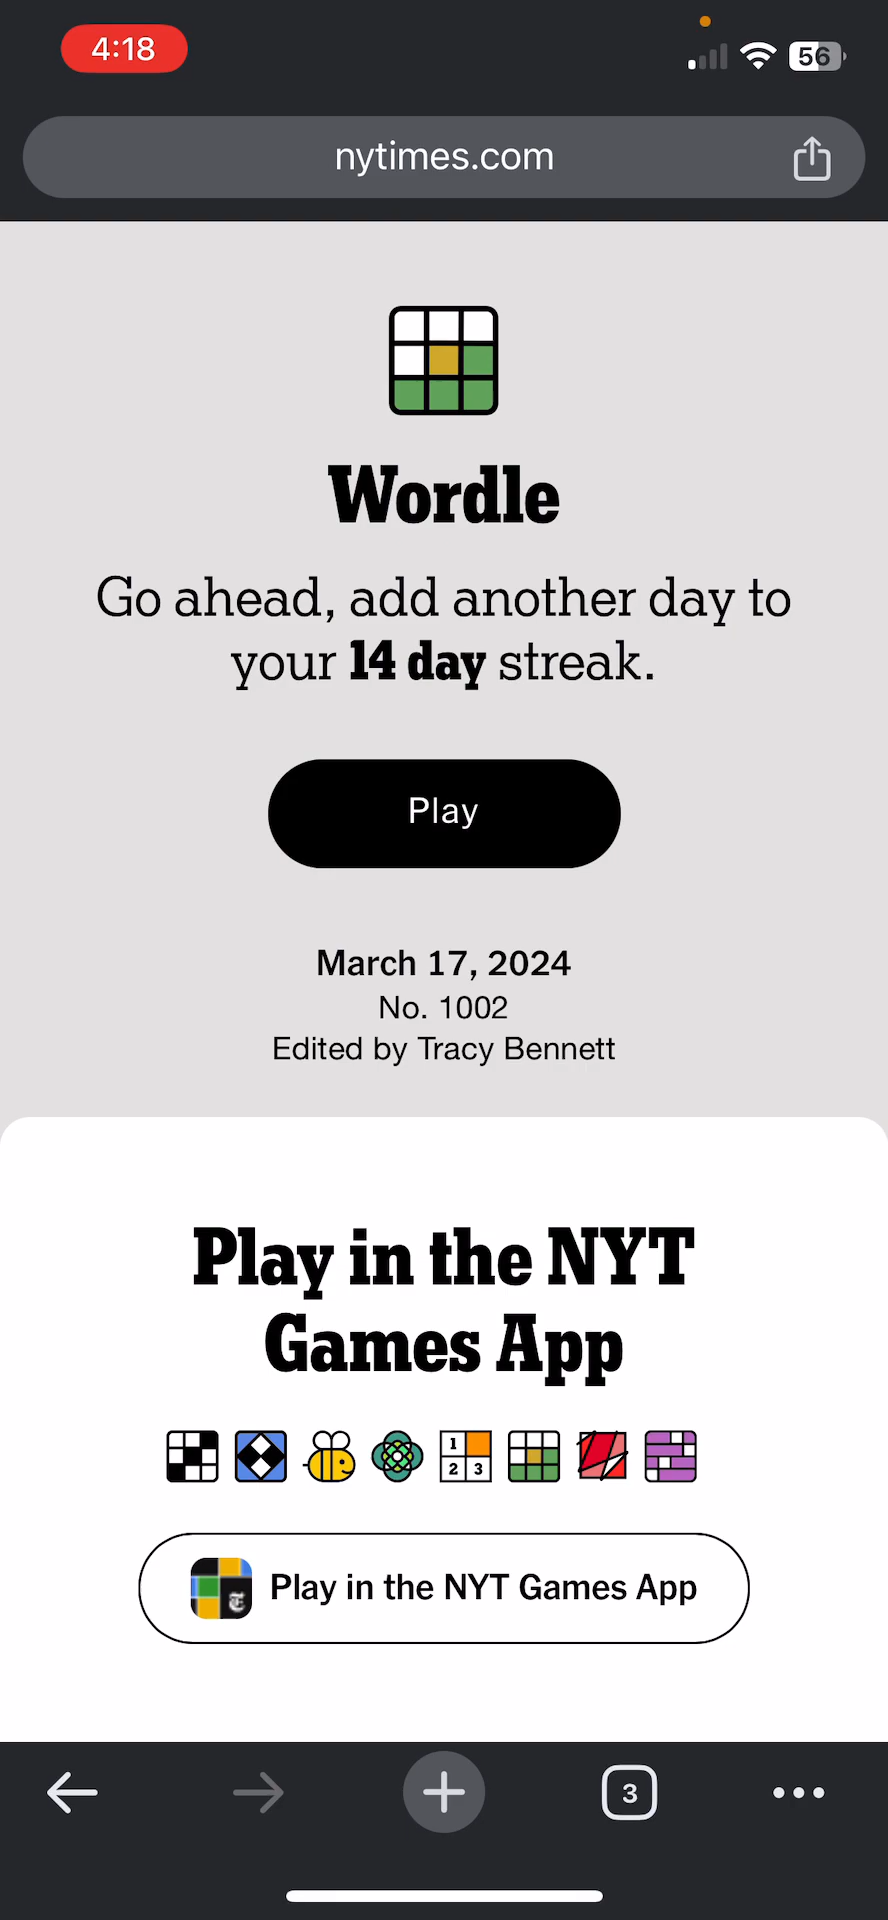 4:18
56
nytimes.com
Wordle
Go ahead, add another day to
your 14 day streak.
Play
March 17, 2024
No. 1002
Edited by Tracy Bennett
Play in the NYT
Games App
1
2 3
Play in the NYT Games App
3